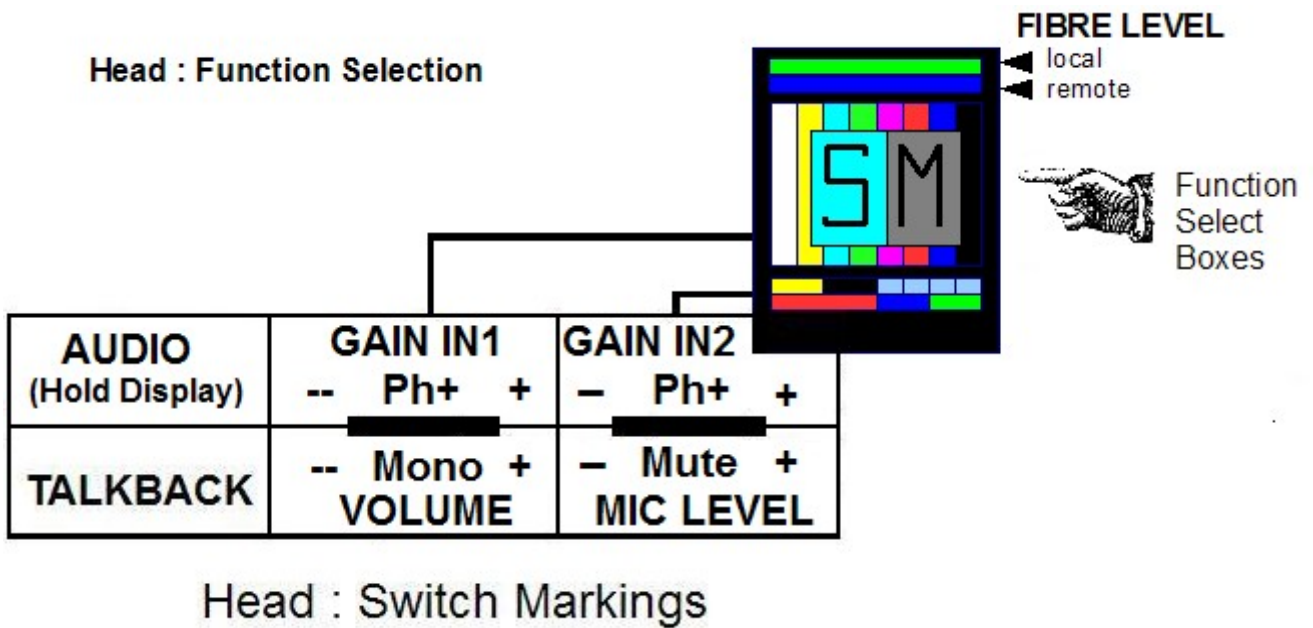 FIBRE LEVEL
local
remote
Head : Function Selection
SM
Function
Select
Boxes
AUDIO
(Hold Display)
GAIN IN1
-- Ph+ +
GAIN IN2
– Ph+ +
TALKBACK
-- Mono +
VOLUME
– Mute +
MIC LEVEL
Head : Switch Markings